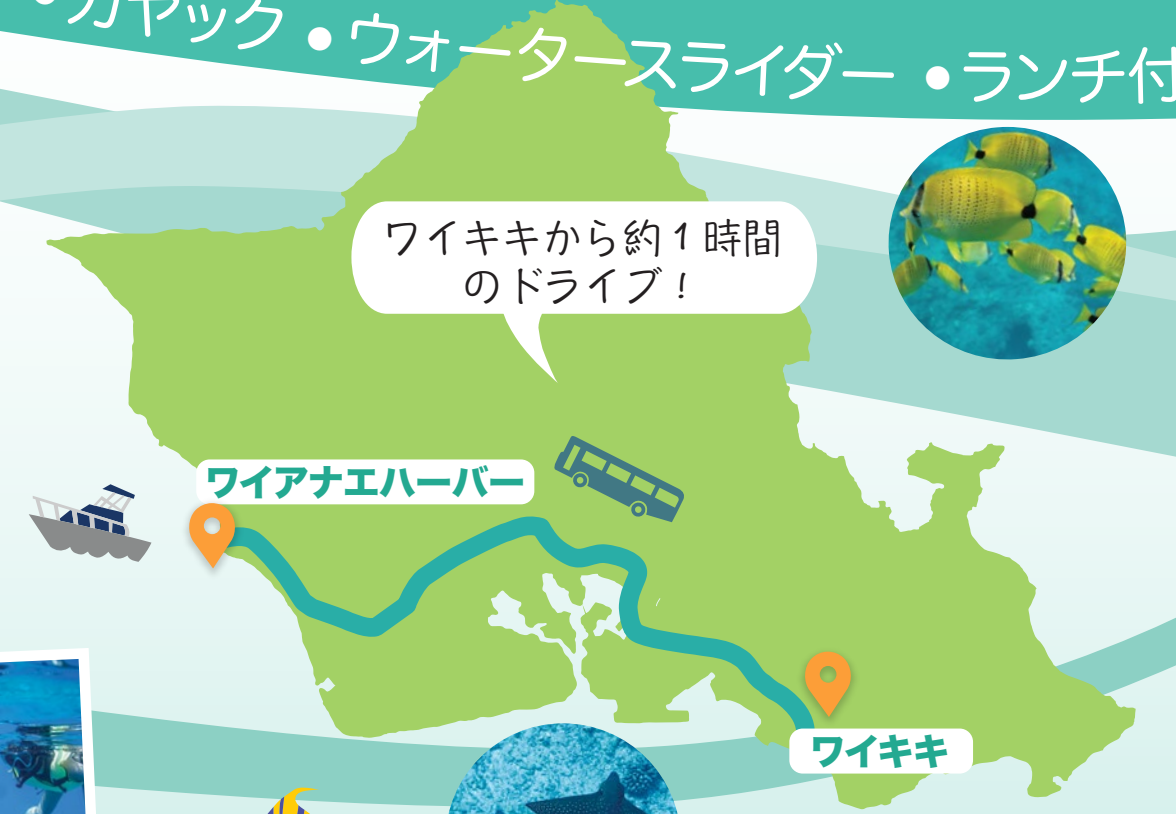 ・カヤック ● ウォータースライダー ● ランチ付
ワイキキから約1時間
のドライブ！
ワイアナエハーバー
ワイキキ